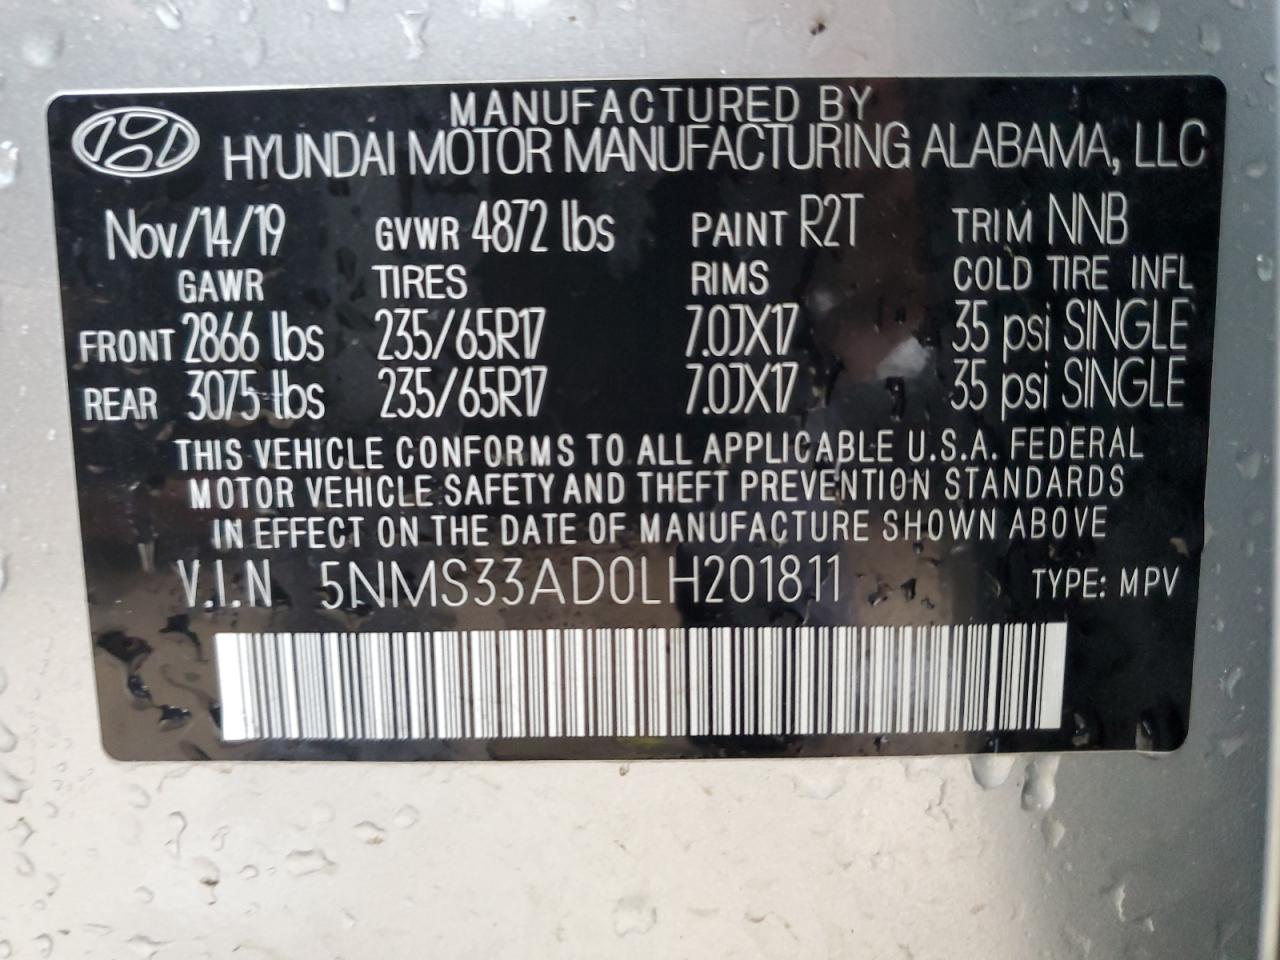 MANUFACTURED BY
HYUNDAI MOTOR MANUFACTURING ALABAMA, LLC
Nov/14/19 GVWR 4872 lbs PAINT R2T TRIM NNB
GAWR TIRES RIMS COLD TIRE INFL
FRONT 2866 lbs 235/65R17 7.0JX17 35 psi SINGLE
REAR 3075 lbs 235/65R17 7.0JX17 35 psi SINGLE
THIS VEHICLE CONFORMS TO ALL APPLICABLE U.S.A. FEDERAL
MOTOR VEHICLE SAFETY AND THEFT PREVENTION STANDARDS
IN EFFECT ON THE DATE OF MANUFACTURE SHOWN ABOVE
V.I.N 5NMS33AD0LH201811 TYPE: MPV